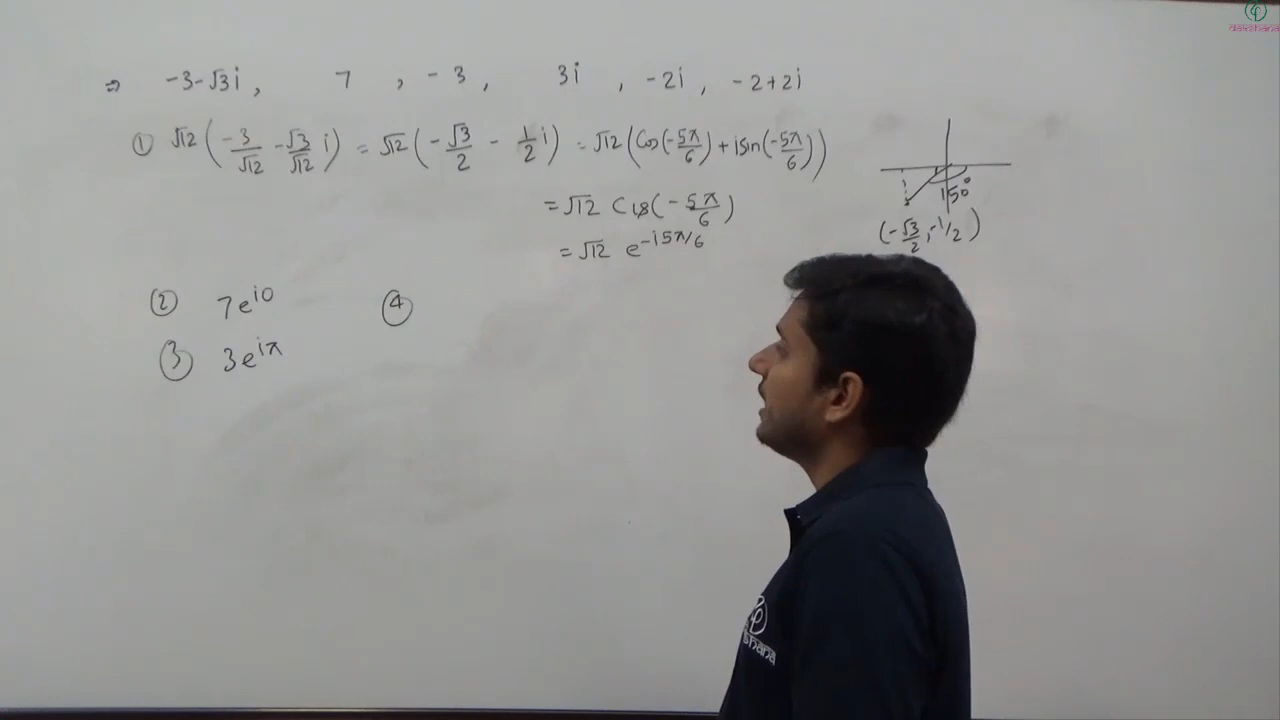 ⇒ -3-√3i, 7, -3, 3i, -2i, -2+2i
① √12(-3/√12 - √3/√12 i) = √12(-√3/2 - 1/2 i) = √12(Cos(-5π/6) + iSin(-5π/6))
= √12 Cis(-5π/6)
= √12 e^-i5π/6
150°
(-√3/2, -1/2)
② 7e^i0
③ 3e^iπ
④